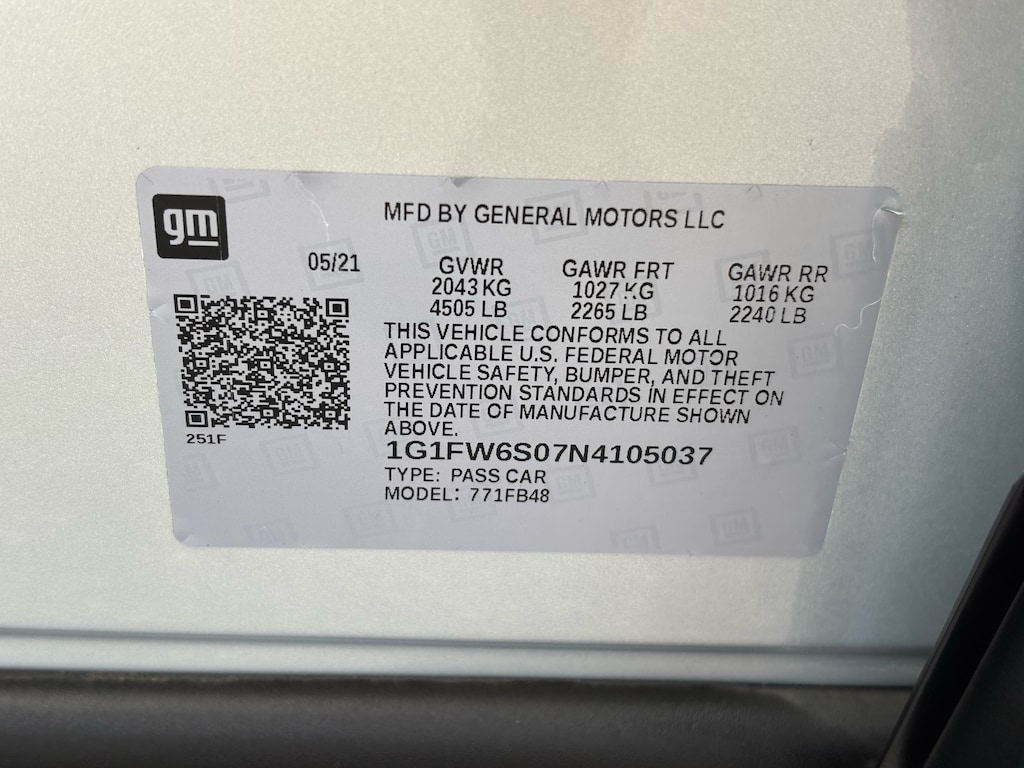 gm
MFD BY GENERAL MOTORS LLC
05/21
GVWR GAWR FRT GAWR RR
2043 KG 1027 KG 1016 KG
4505 LB 2265 LB 2240 LB
THIS VEHICLE CONFORMS TO ALL
APPLICABLE U.S. FEDERAL MOTOR
VEHICLE SAFETY, BUMPER, AND THEFT
PREVENTION STANDARDS IN EFFECT ON
THE DATE OF MANUFACTURE SHOWN
ABOVE.
251F
1G1FW6S07N4105037
TYPE: PASS CAR
MODEL: 771FB48